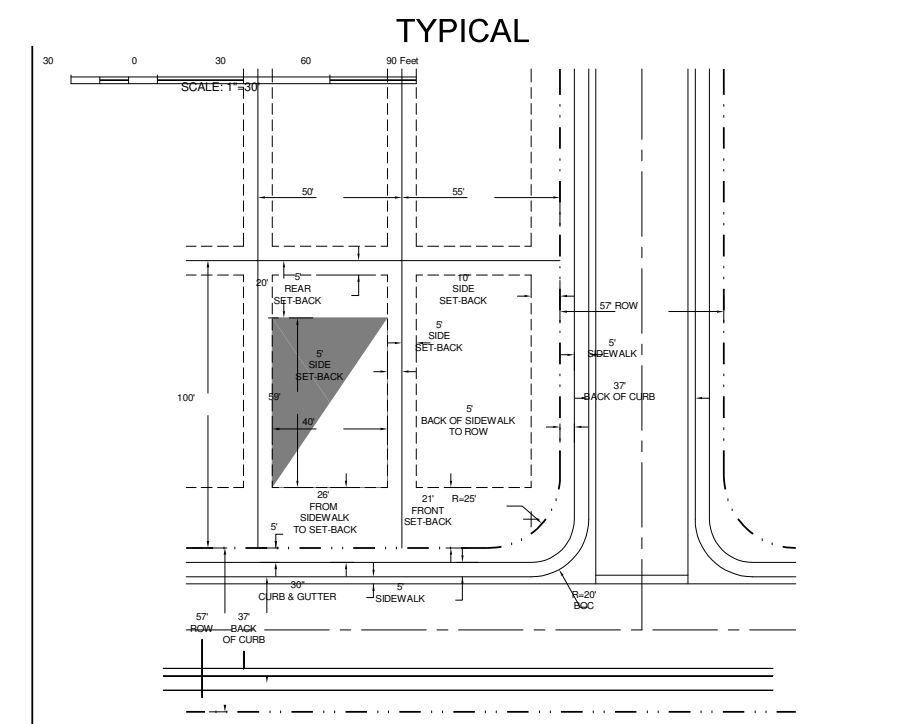 TYPICAL
30 0 30 60 90 Feet
SCALE: 1"=30'
50' 55'
20'
5'
REAR
SET-BACK
10'
SIDE
SET-BACK
57' ROW
5'
SIDE
SET-BACK
5'
SIDEWALK
5'
SIDE
SET-BACK
37'
BACK OF CURB
100'
59'
40'
5'
BACK OF SIDEWALK
TO ROW
26'
FROM
SIDEWALK
TO SET-BACK
21'
FRONT
SET-BACK
R=25'
5'
30"
CURB & GUTTER
5'
SIDEWALK
R=20'
BOC
57'
ROW
37'
BACK
OF CURB